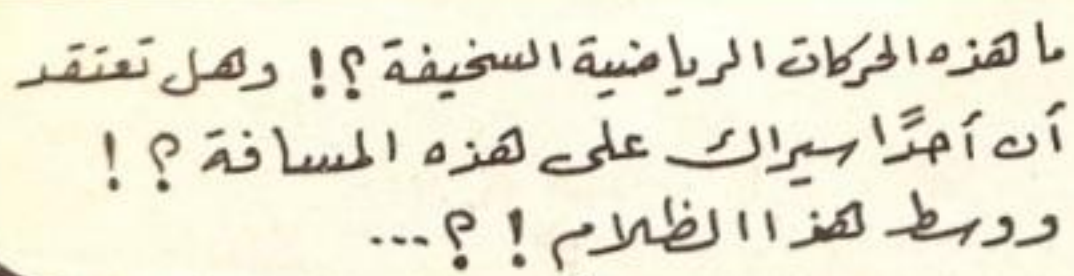 ما هذه الحركات الرياضية السخيفة ؟! وهل تعتقد
أن أحدًا سيراك على هذه المسافة ؟!
ووسط هذا الظلام !؟...